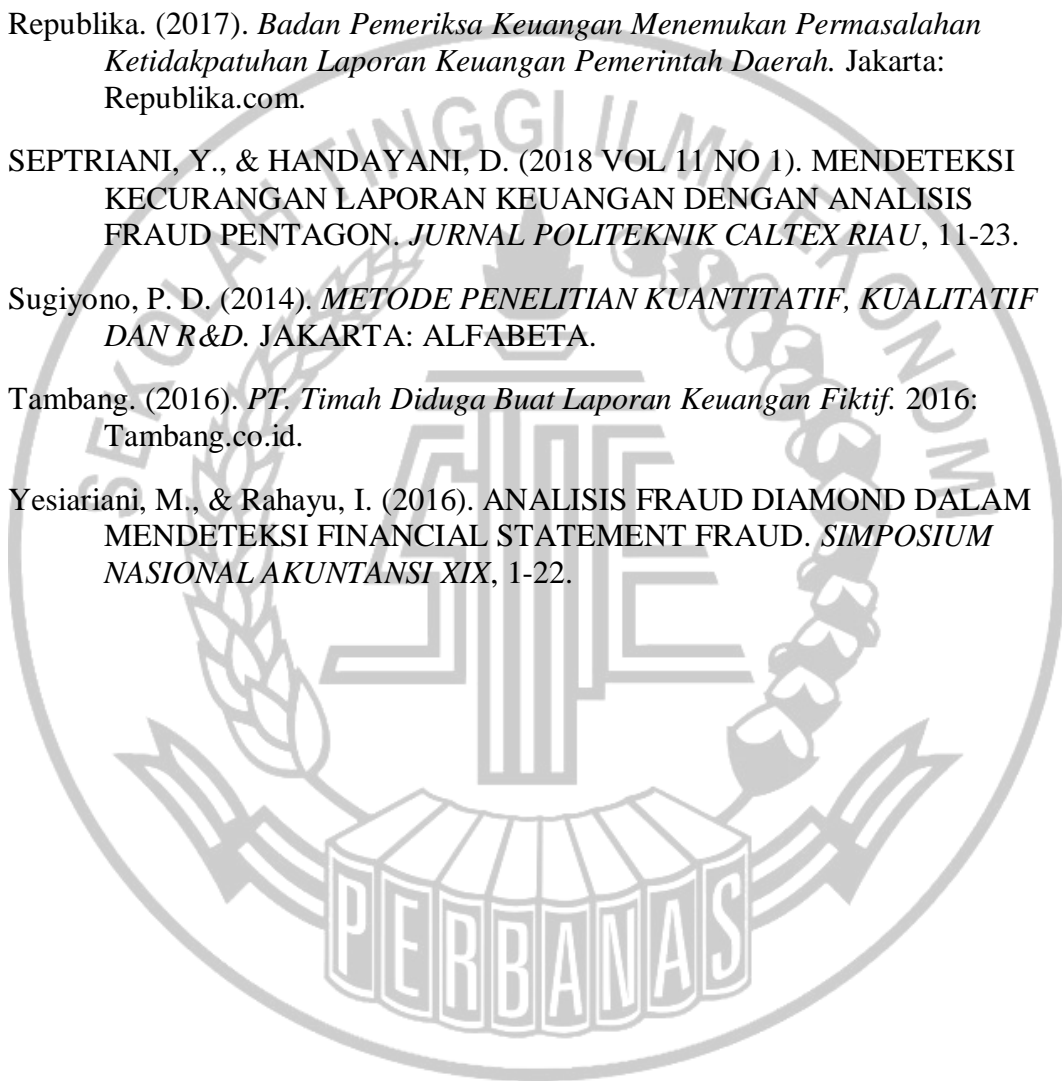 Republika. (2017). Badan Pemeriksa Keuangan Menemukan Permasalahan
Ketidakpatuhan Laporan Keuangan Pemerintah Daerah. Jakarta:
Republika.com.
SEPTRIANI, Y., & HANDAYANI, D. (2018 VOL 11 NO 1). MENDETEKSI
KECURANGAN LAPORAN KEUANGAN DENGAN ANALISIS
FRAUD PENTAGON. JURNAL POLITEKNIK CALTEX RIAU, 11-23.
Sugiyono, P. D. (2014). METODE PENELITIAN KUANTITATIF, KUALITATIF
DAN R&D. JAKARTA: ALFABETA.
Tambang. (2016). PT. Timah Diduga Buat Laporan Keuangan Fiktif. 2016:
Tambang.co.id.
Yesiariani, M., & Rahayu, I. (2016). ANALISIS FRAUD DIAMOND DALAM
MENDETEKSI FINANCIAL STATEMENT FRAUD. SIMPOSIUM
NASIONAL AKUNTANSI XIX, 1-22.
SEKOLAH TINGGI ILMU EKONOMI
PERBANAS